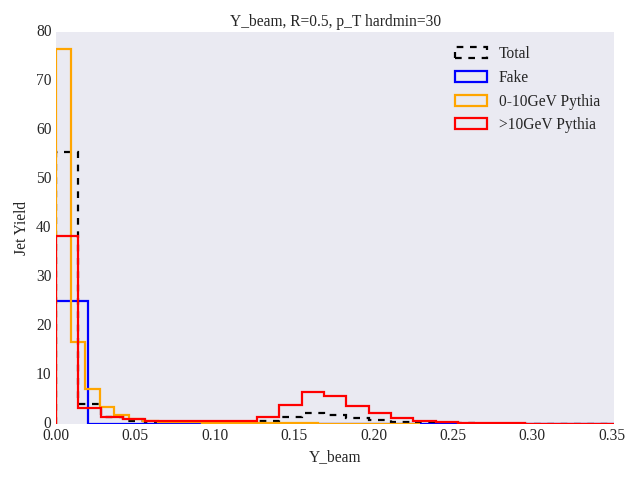 Y_beam, R=0.5, p_T hardmin=30
Jet Yield
80
70
60
50
40
30
20
10
0
Total
Fake
0-10GeV Pythia
>10GeV Pythia
0.00 0.05 0.10 0.15 0.20 0.25 0.30 0.35
Y_beam